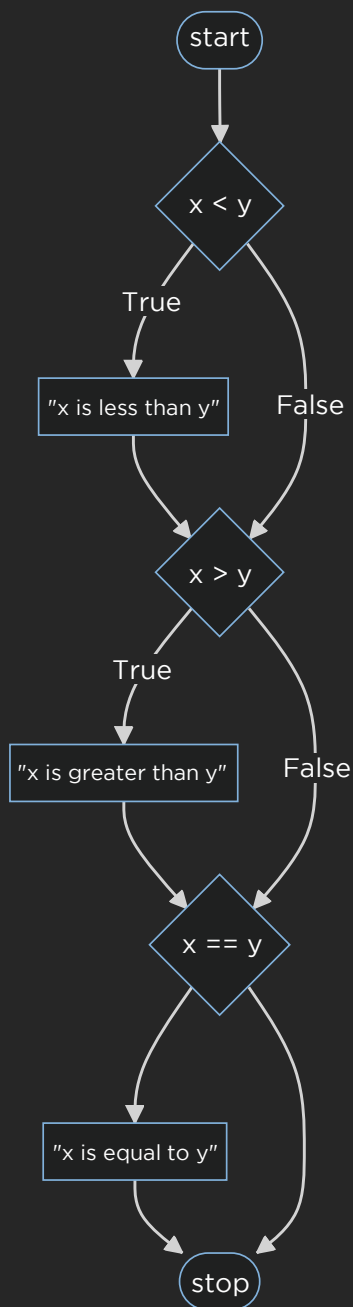 start
x < y
True
"x is less than y"
False
x > y
True
"x is greater than y"
False
x == y
"x is equal to y"
stop